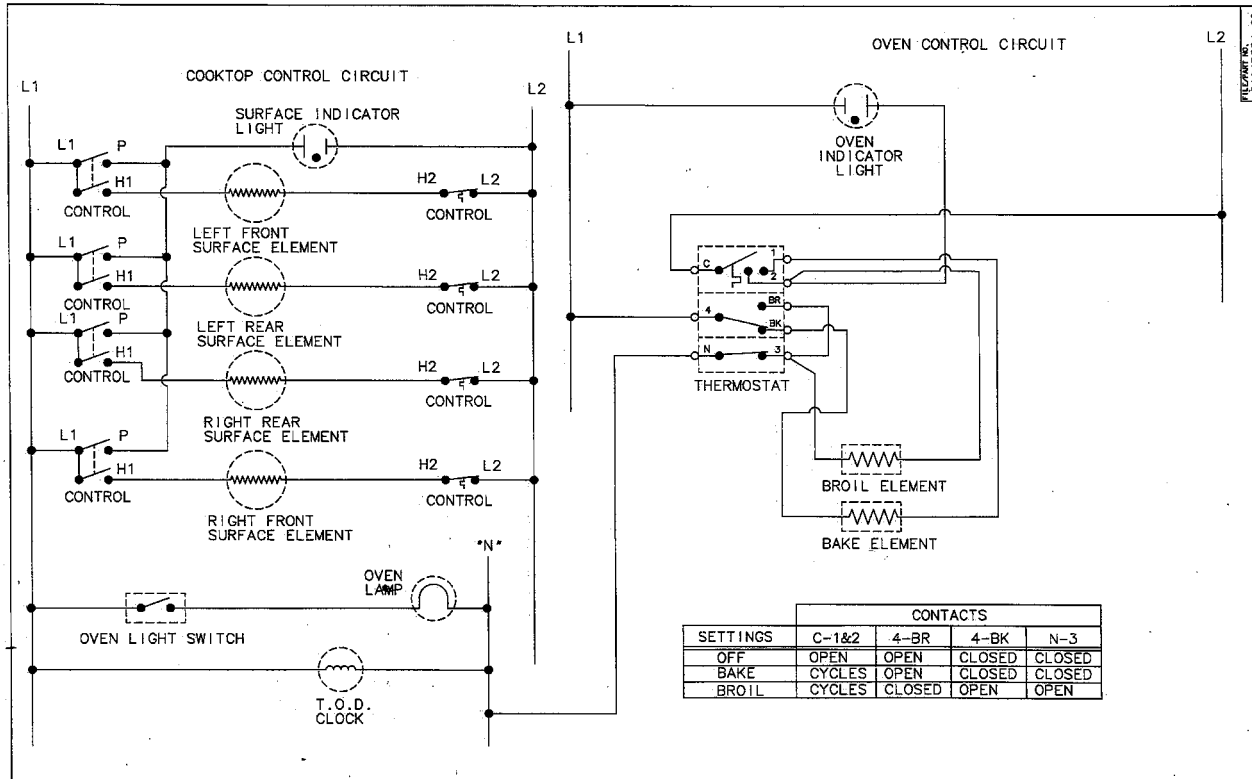 COOKTOP CONTROL CIRCUIT
L1
L2
SURFACE INDICATOR
LIGHT
L1
P
H1
CONTROL
H2
L2
CONTROL
LEFT FRONT
SURFACE ELEMENT
L1
P
H1
CONTROL
H2
L2
CONTROL
LEFT REAR
SURFACE ELEMENT
L1
P
H1
CONTROL
H2
L2
CONTROL
RIGHT REAR
SURFACE ELEMENT
L1
P
H1
CONTROL
H2
L2
CONTROL
RIGHT FRONT
SURFACE ELEMENT
"N"
OVEN
LAMP
OVEN LIGHT SWITCH
T.O.D.
CLOCK
L1
OVEN CONTROL CIRCUIT
L2
OVEN
INDICATOR
LIGHT
C
1
2
BR
4
BK
N
3
THERMOSTAT
BROIL ELEMENT
BAKE ELEMENT
CONTACTS
SETTINGS C-1&2 4-BR 4-BK N-3
OFF OPEN OPEN CLOSED CLOSED
BAKE CYCLES OPEN CLOSED CLOSED
BROIL CYCLES CLOSED OPEN OPEN
FILE/PART NO.